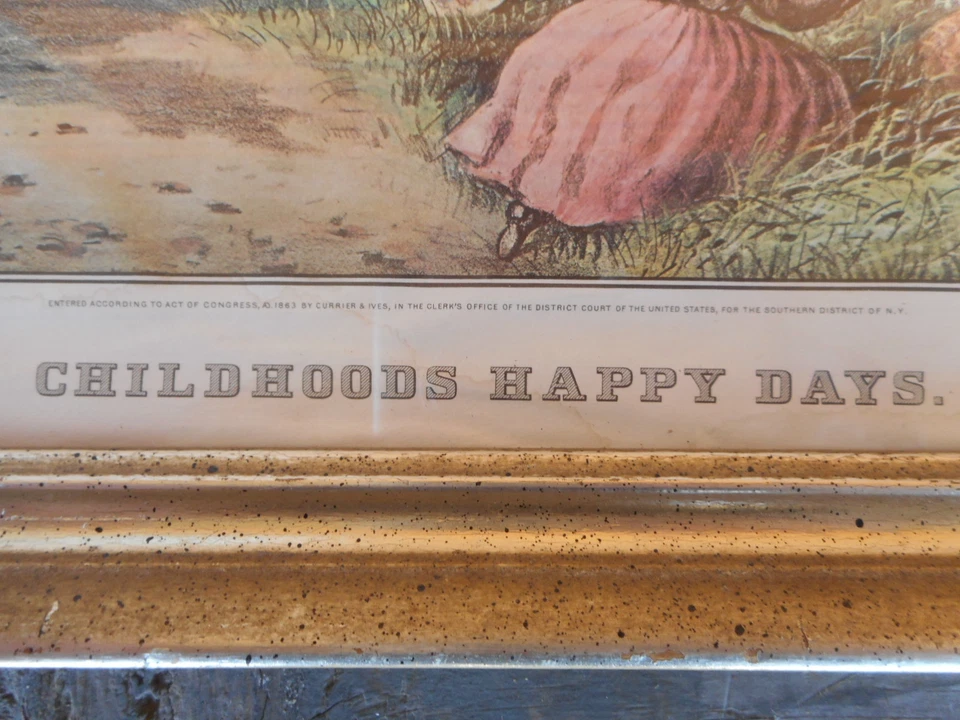 ENTERED ACCORDING TO ACT OF CONGRESS, AD. 1863 BY CURRIER & IVES, IN THE CLERK'S OFFICE OF THE DISTRICT COURT OF THE UNITED STATES, FOR THE SOUTHERN DISTRICT OF N.Y.
CHILDHOODS HAPPY DAYS.